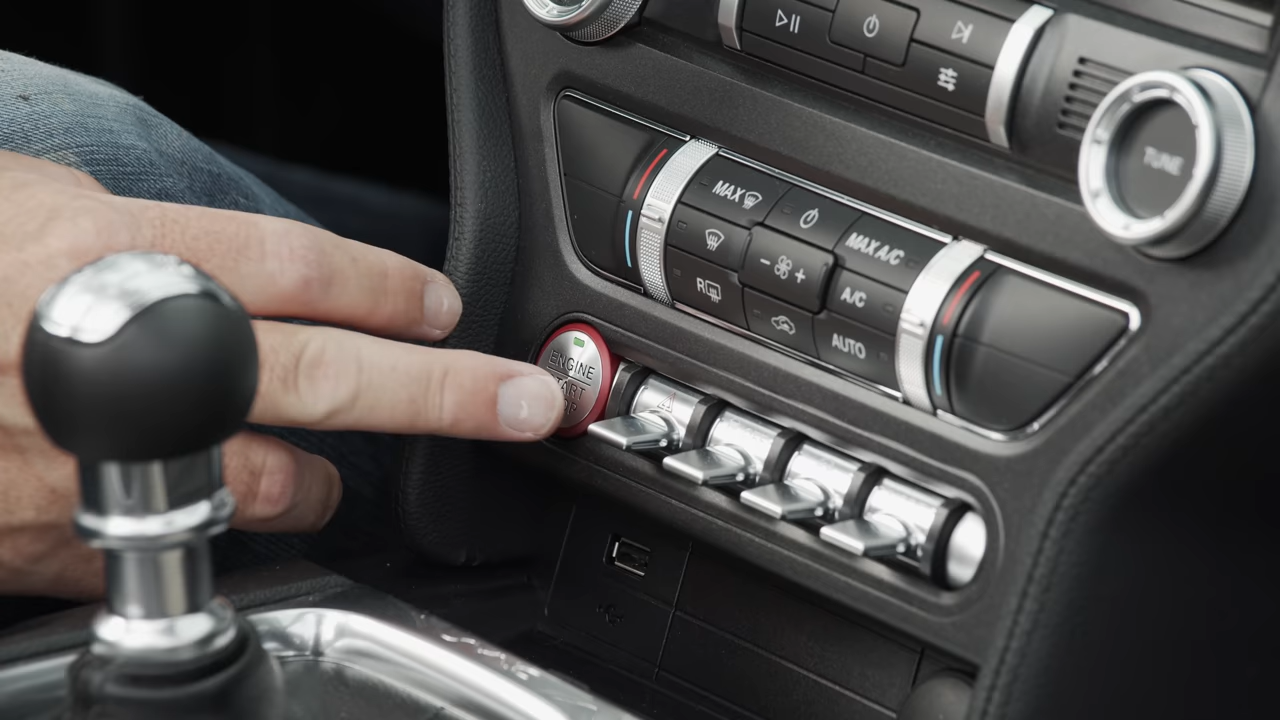 TUNE
MAX
MAX A/C
A/C
R
AUTO
ENGINE